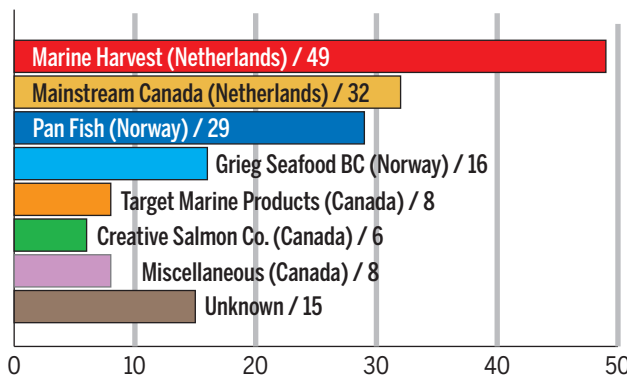 Marine Harvest (Netherlands) / 49
Mainstream Canada (Netherlands) / 32
Pan Fish (Norway) / 29
Grieg Seafood BC (Norway) / 16
Target Marine Products (Canada) / 8
Creative Salmon Co. (Canada) / 6
Miscellaneous (Canada) / 8
Unknown / 15
0 10 20 30 40 50